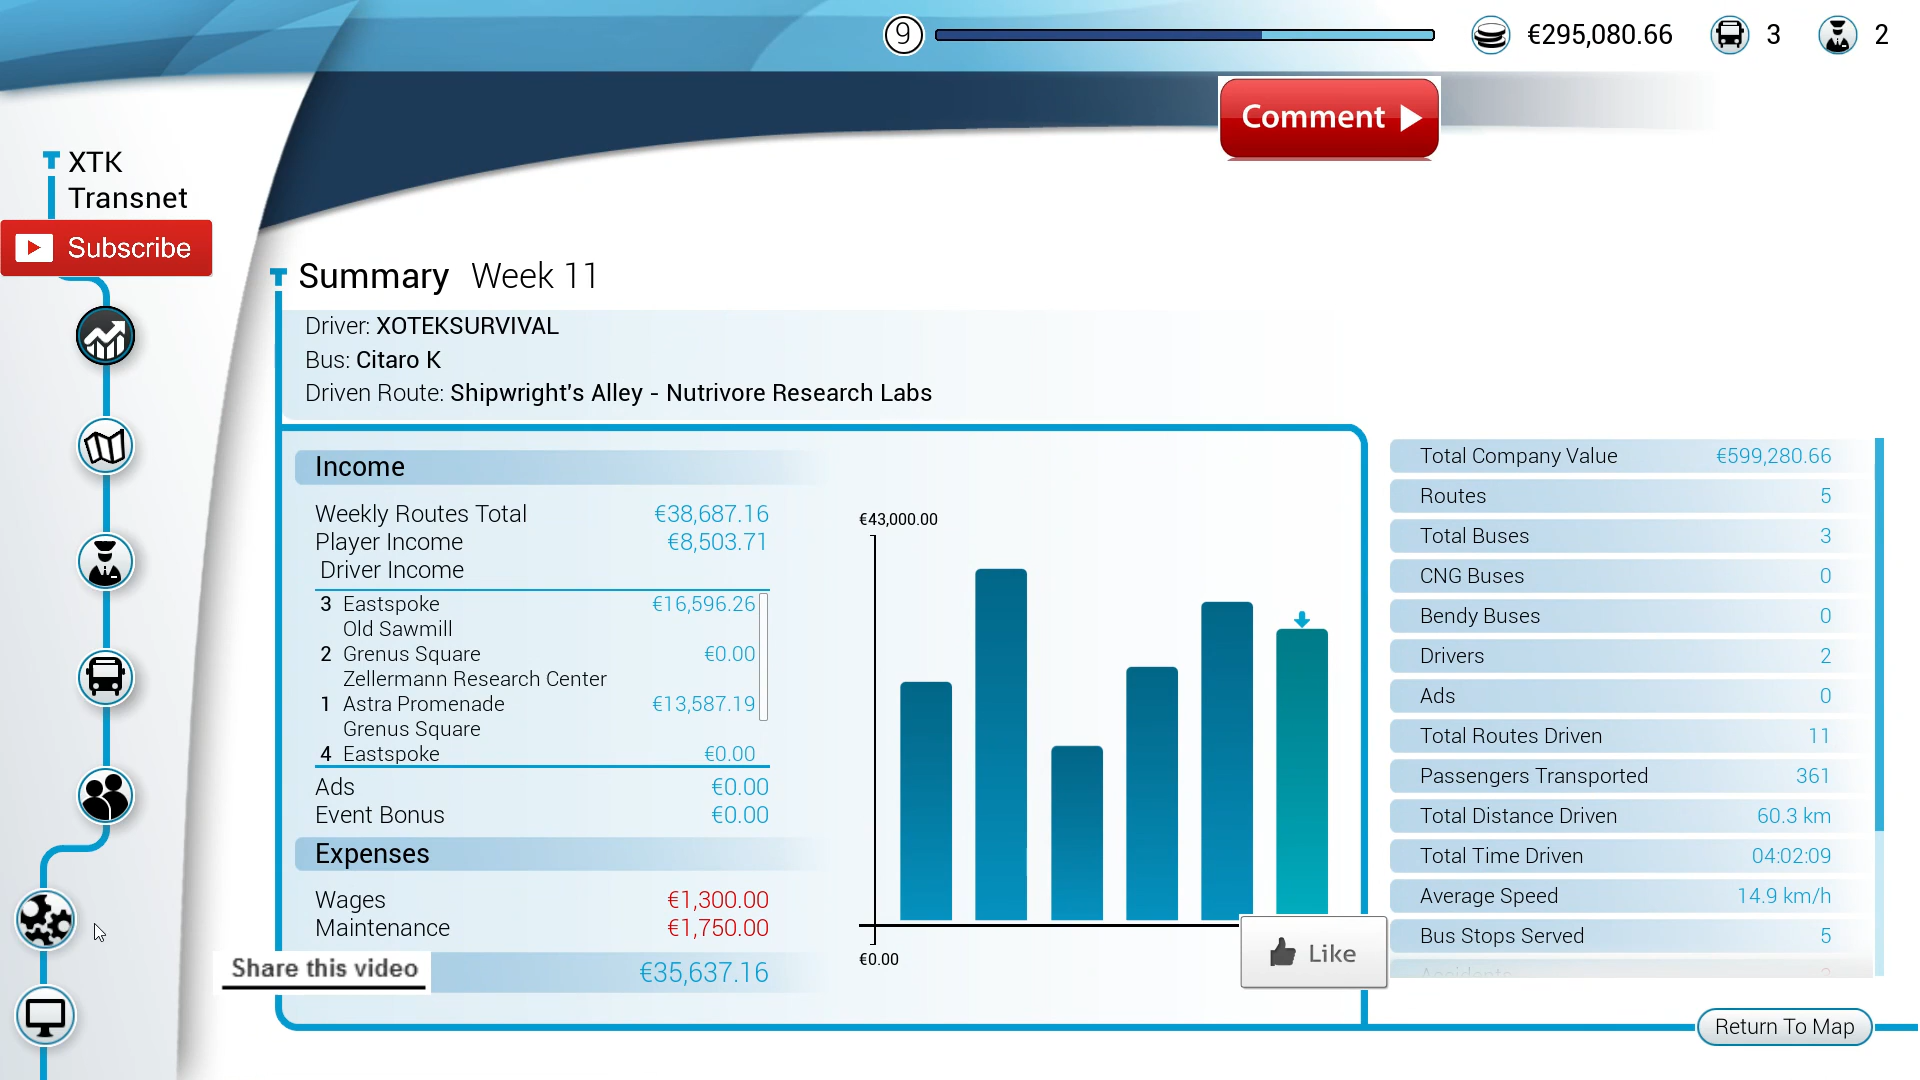 9 €295,080.66 3 2
Comment
XTK
Transnet
Subscribe
Summary Week 11
Driver: XOTEKSURVIVAL
Bus: Citaro K
Driven Route: Shipwright's Alley - Nutrivore Research Labs
Income
Weekly Routes Total €38,687.16
Player Income €8,503.71
Driver Income
3 Eastspoke €16,596.26
Old Sawmill
2 Grenus Square €0.00
Zellermann Research Center
1 Astra Promenade €13,587.19
Grenus Square
4 Eastspoke €0.00
Ads €0.00
Event Bonus €0.00
Expenses
Wages €1,300.00
Maintenance €1,750.00
Share this video €35,637.16
€43,000.00
€0.00
Like
Total Company Value €599,280.66
Routes 5
Total Buses 3
CNG Buses 0
Bendy Buses 0
Drivers 2
Ads 0
Total Routes Driven 11
Passengers Transported 361
Total Distance Driven 60.3 km
Total Time Driven 04:02:09
Average Speed 14.9 km/h
Bus Stops Served 5
Accidents
Return To Map